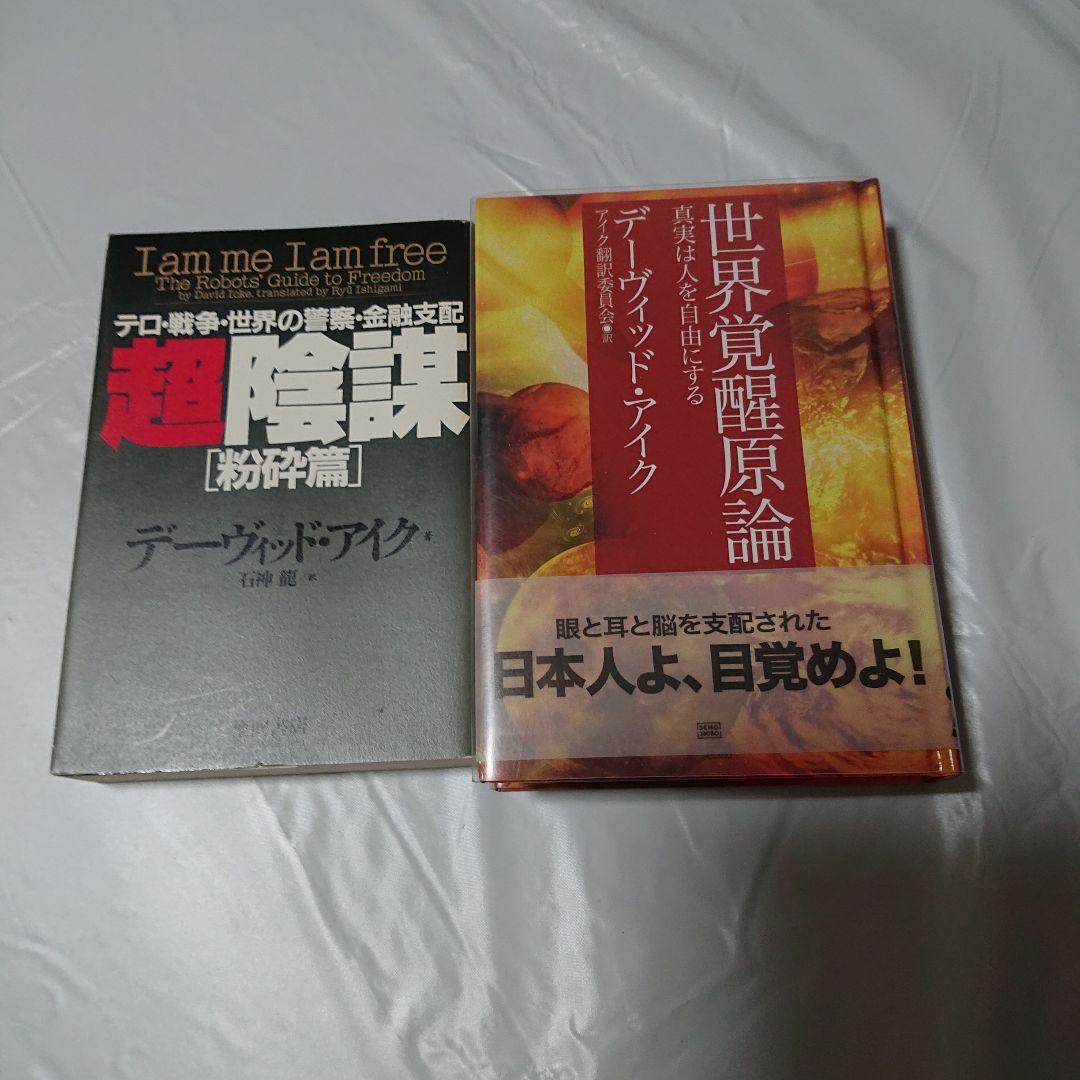 I am me I am free
The Robots' Guide to Freedom
by David Icke, translated by Ryū Ishigami
テロ・戦争・世界の警察・金融支配
超陰謀
[粉砕篇]
デーヴィッド・アイク 著
石神 龍 訳
世界覚醒原論
真実は人を自由にする
デーヴィッド・アイク
アイク翻訳委員会●訳
眼と耳と脳を支配された
日本人よ、目覚めよ!
SEIKO
SHOBO